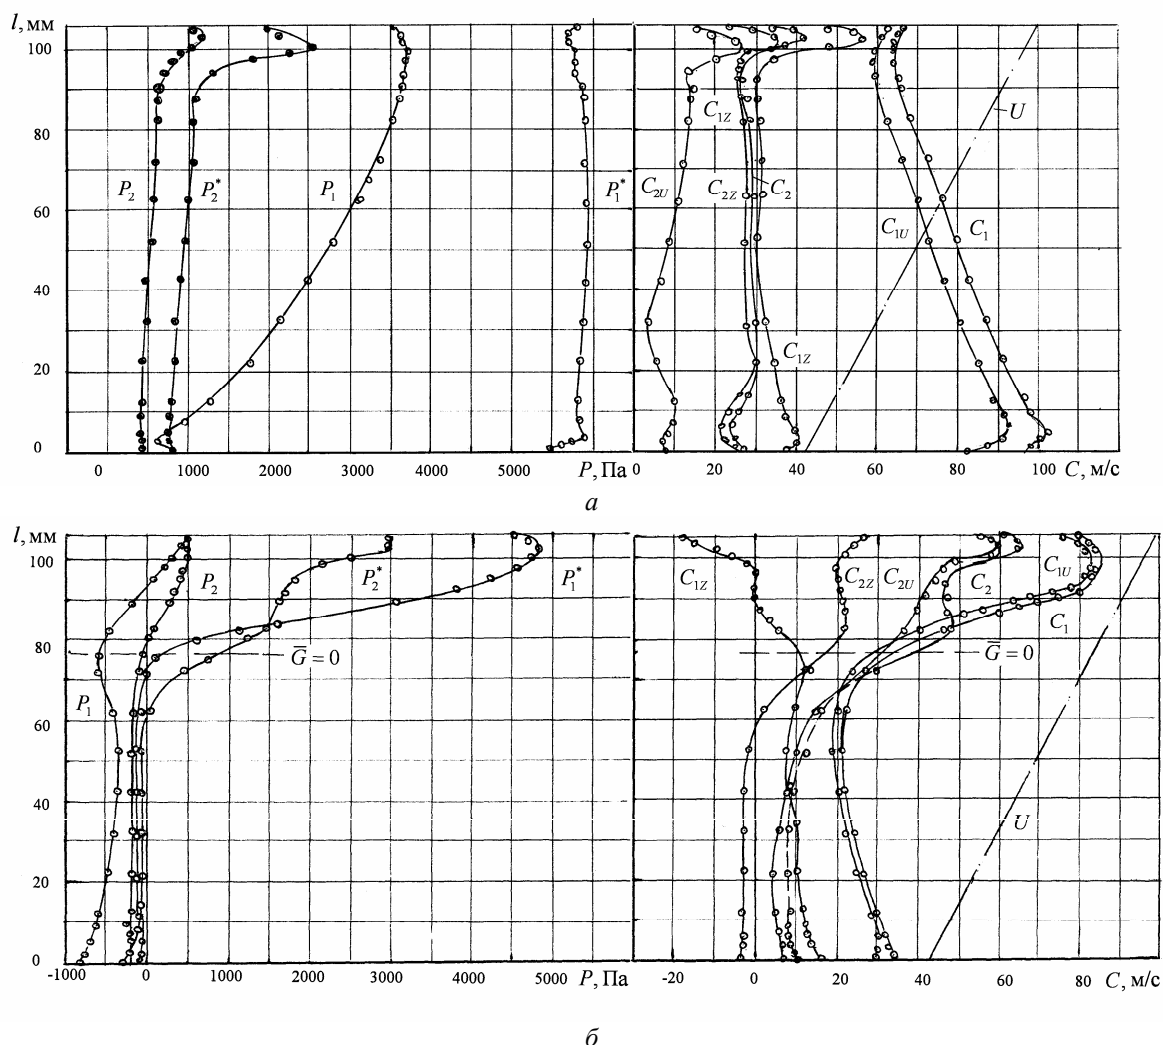 l, мм
100
80
60
40
20
0
P₂
P₂*
P₁
P₁*
0 1000 2000 3000 4000 5000 P, Па
C₁Z
C₂U
C₂Z
C₂
C₁U
C₁
U
C₁Z
0 20 40 60 80 100 C, м/с
а
l, мм
100
80
60
40
20
0
P₂
P₂*
P₁*
G̅ = 0
P₁
-1000 0 1000 2000 3000 4000 5000 P, Па
C₁Z
C₂Z
C₂U
C₂
C₁U
C₁
G̅ = 0
U
-20 0 20 40 60 80 C, м/с
б